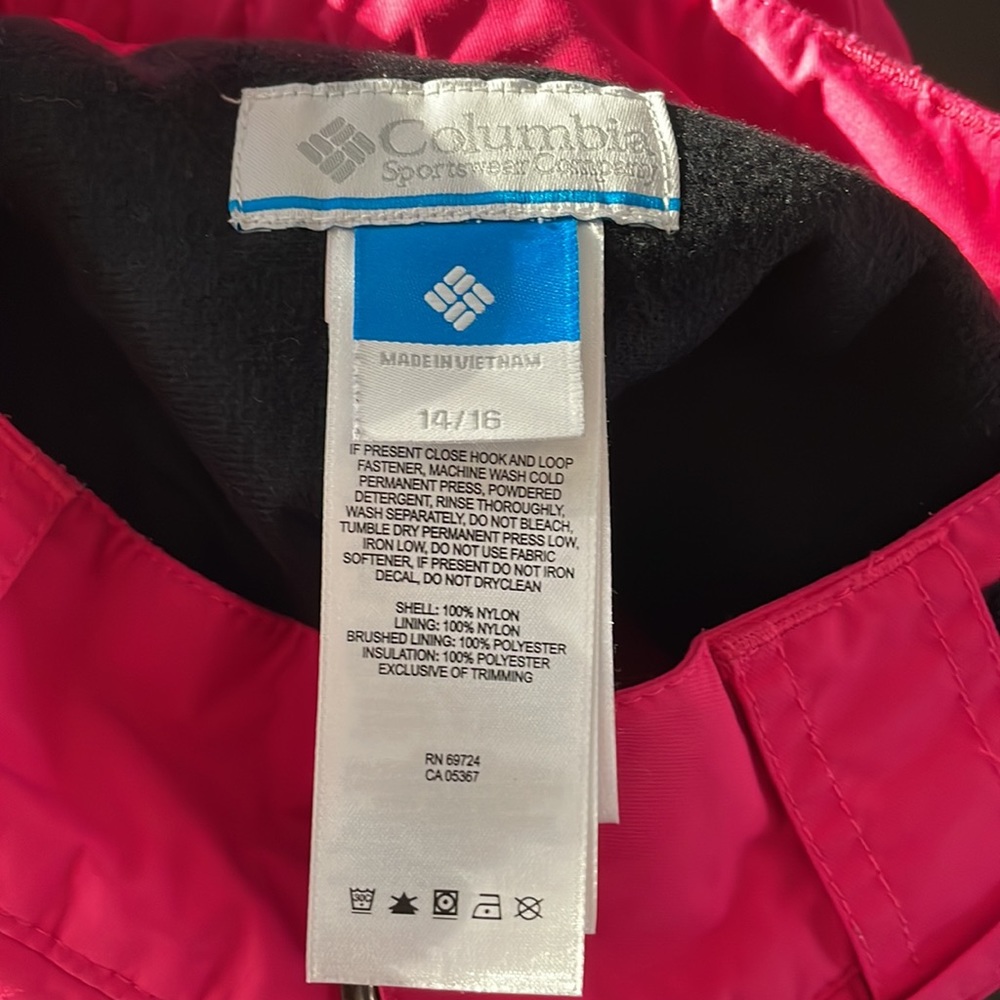 Columbia
Sportswear Company
MADE IN VIETNAM
14/16
IF PRESENT CLOSE HOOK AND LOOP
FASTENER, MACHINE WASH COLD
PERMANENT PRESS, POWDERED
DETERGENT, RINSE THOROUGHLY,
WASH SEPARATELY, DO NOT BLEACH,
TUMBLE DRY PERMANENT PRESS LOW,
IRON LOW, DO NOT USE FABRIC
SOFTENER, IF PRESENT DO NOT IRON
DECAL, DO NOT DRYCLEAN
SHELL: 100% NYLON
LINING: 100% NYLON
BRUSHED LINING: 100% POLYESTER
INSULATION: 100% POLYESTER
EXCLUSIVE OF TRIMMING
RN 69724
CA 05367
30C